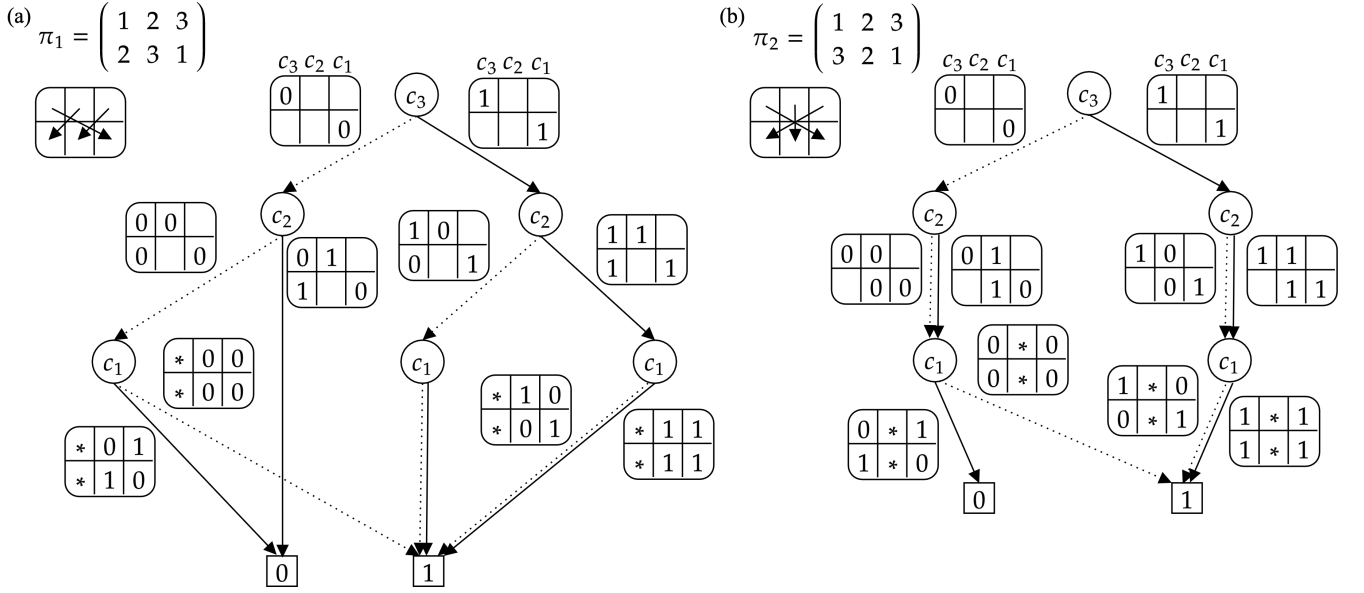 (a)
π₁ = ( 1 2 3
2 3 1 )
c₃ c₂ c₁
0
0
c₃
c₃ c₂ c₁
1
1
0 0
0 0
c₂
0 1
1 0
1 0
0 1
c₂
1 1
1 1
c₁
* 0 0
* 0 0
c₁
c₁
* 0 1
* 1 0
* 1 0
* 0 1
* 1 1
* 1 1
0
1
(b)
π₂ = ( 1 2 3
3 2 1 )
c₃ c₂ c₁
0
0
c₃
c₃ c₂ c₁
1
1
c₂
c₂
0 0
0 0
0 1
1 0
1 0
0 1
1 1
1 1
c₁
0 * 0
0 * 0
c₁
1 * 0
0 * 1
0 * 1
1 * 0
1 * 1
1 * 1
0
1